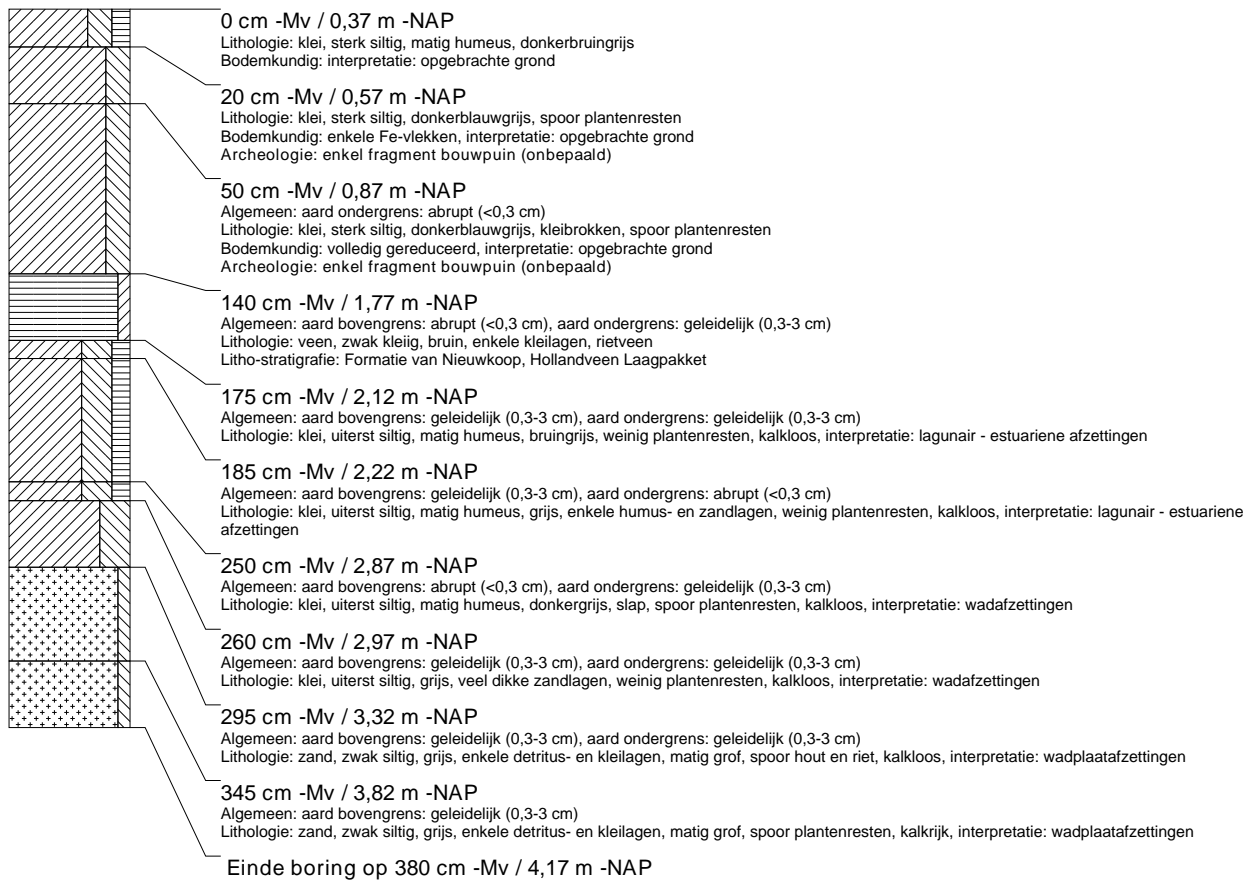 0 cm -Mv / 0,37 m -NAP
Lithologie: klei, sterk siltig, matig humeus, donkerbruingrijs
Bodemkundig: interpretatie: opgebrachte grond
20 cm -Mv / 0,57 m -NAP
Lithologie: klei, sterk siltig, donkerblauwgrijs, spoor plantenresten
Bodemkundig: enkele Fe-vlekken, interpretatie: opgebrachte grond
Archeologie: enkel fragment bouwpuin (onbepaald)
50 cm -Mv / 0,87 m -NAP
Algemeen: aard ondergrens: abrupt (<0,3 cm)
Lithologie: klei, sterk siltig, donkerblauwgrijs, kleibrokken, spoor plantenresten
Bodemkundig: volledig gereduceerd, interpretatie: opgebrachte grond
Archeologie: enkel fragment bouwpuin (onbepaald)
140 cm -Mv / 1,77 m -NAP
Algemeen: aard bovengrens: abrupt (<0,3 cm), aard ondergrens: geleidelijk (0,3-3 cm)
Lithologie: veen, zwak kleiig, bruin, enkele kleilagen, rietveen
Litho-stratigrafie: Formatie van Nieuwkoop, Hollandveen Laagpakket
175 cm -Mv / 2,12 m -NAP
Algemeen: aard bovengrens: geleidelijk (0,3-3 cm), aard ondergrens: geleidelijk (0,3-3 cm)
Lithologie: klei, uiterst siltig, matig humeus, bruingrijs, weinig plantenresten, kalkloos, interpretatie: lagunair - estuariene afzettingen
185 cm -Mv / 2,22 m -NAP
Algemeen: aard bovengrens: geleidelijk (0,3-3 cm), aard ondergrens: abrupt (<0,3 cm)
Lithologie: klei, uiterst siltig, matig humeus, grijs, enkele humus- en zandlagen, weinig plantenresten, kalkloos, interpretatie: lagunair - estuariene
afzettingen
250 cm -Mv / 2,87 m -NAP
Algemeen: aard bovengrens: abrupt (<0,3 cm), aard ondergrens: geleidelijk (0,3-3 cm)
Lithologie: klei, uiterst siltig, matig humeus, donkergrijs, slap, spoor plantenresten, kalkloos, interpretatie: wadafzettingen
260 cm -Mv / 2,97 m -NAP
Algemeen: aard bovengrens: geleidelijk (0,3-3 cm), aard ondergrens: geleidelijk (0,3-3 cm)
Lithologie: klei, uiterst siltig, grijs, veel dikke zandlagen, weinig plantenresten, kalkloos, interpretatie: wadafzettingen
295 cm -Mv / 3,32 m -NAP
Algemeen: aard bovengrens: geleidelijk (0,3-3 cm), aard ondergrens: geleidelijk (0,3-3 cm)
Lithologie: zand, zwak siltig, grijs, enkele detritus- en kleilagen, matig grof, spoor hout en riet, kalkloos, interpretatie: wadplaatafzettingen
345 cm -Mv / 3,82 m -NAP
Algemeen: aard bovengrens: geleidelijk (0,3-3 cm)
Lithologie: zand, zwak siltig, grijs, enkele detritus- en kleilagen, matig grof, spoor plantenresten, kalkrijk, interpretatie: wadplaatafzettingen
Einde boring op 380 cm -Mv / 4,17 m -NAP